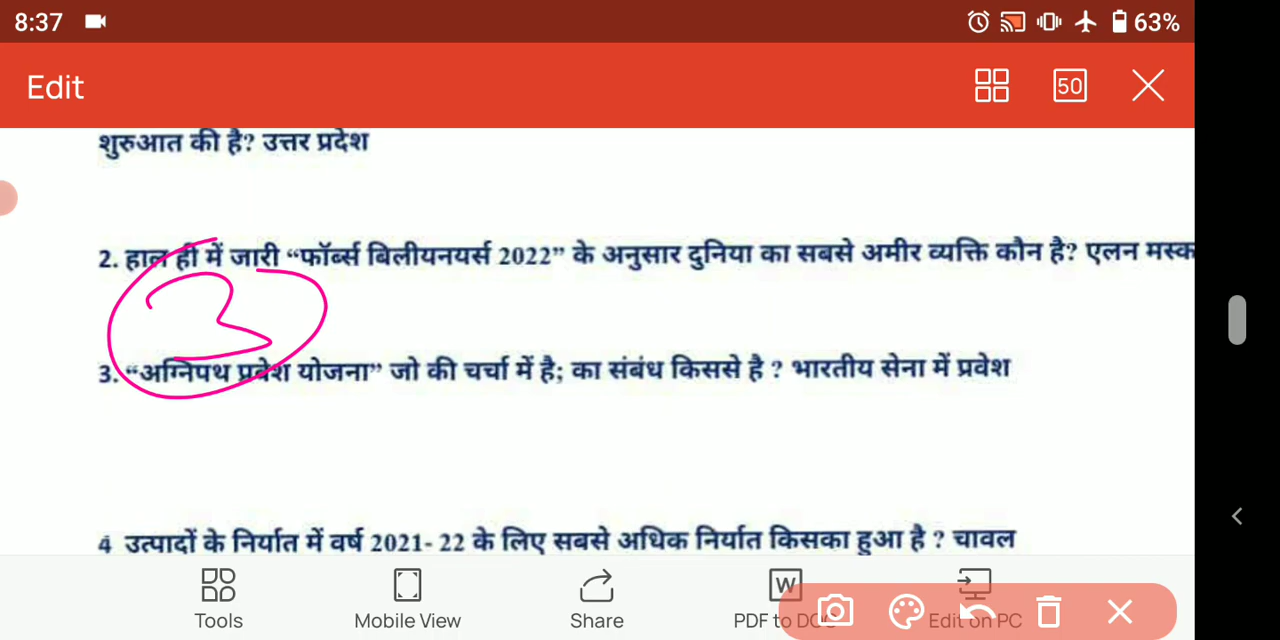 8:37 63%
Edit 50
शुरुआत की है? उत्तर प्रदेश
2. हाल ही में जारी “फॉर्ब्स बिलीयनयर्स 2022” के अनुसार दुनिया का सबसे अमीर व्यक्ति कौन है? एलन मस्क
3
3. “अग्निपथ प्रवेश योजना” जो की चर्चा में है; का संबंध किससे है ? भारतीय सेना में प्रवेश
4 उत्पादों के निर्यात में वर्ष 2021- 22 के लिए सबसे अधिक निर्यात किसका हुआ है ? चावल
W
Tools Mobile View Share PDF to DOC Edit on PC